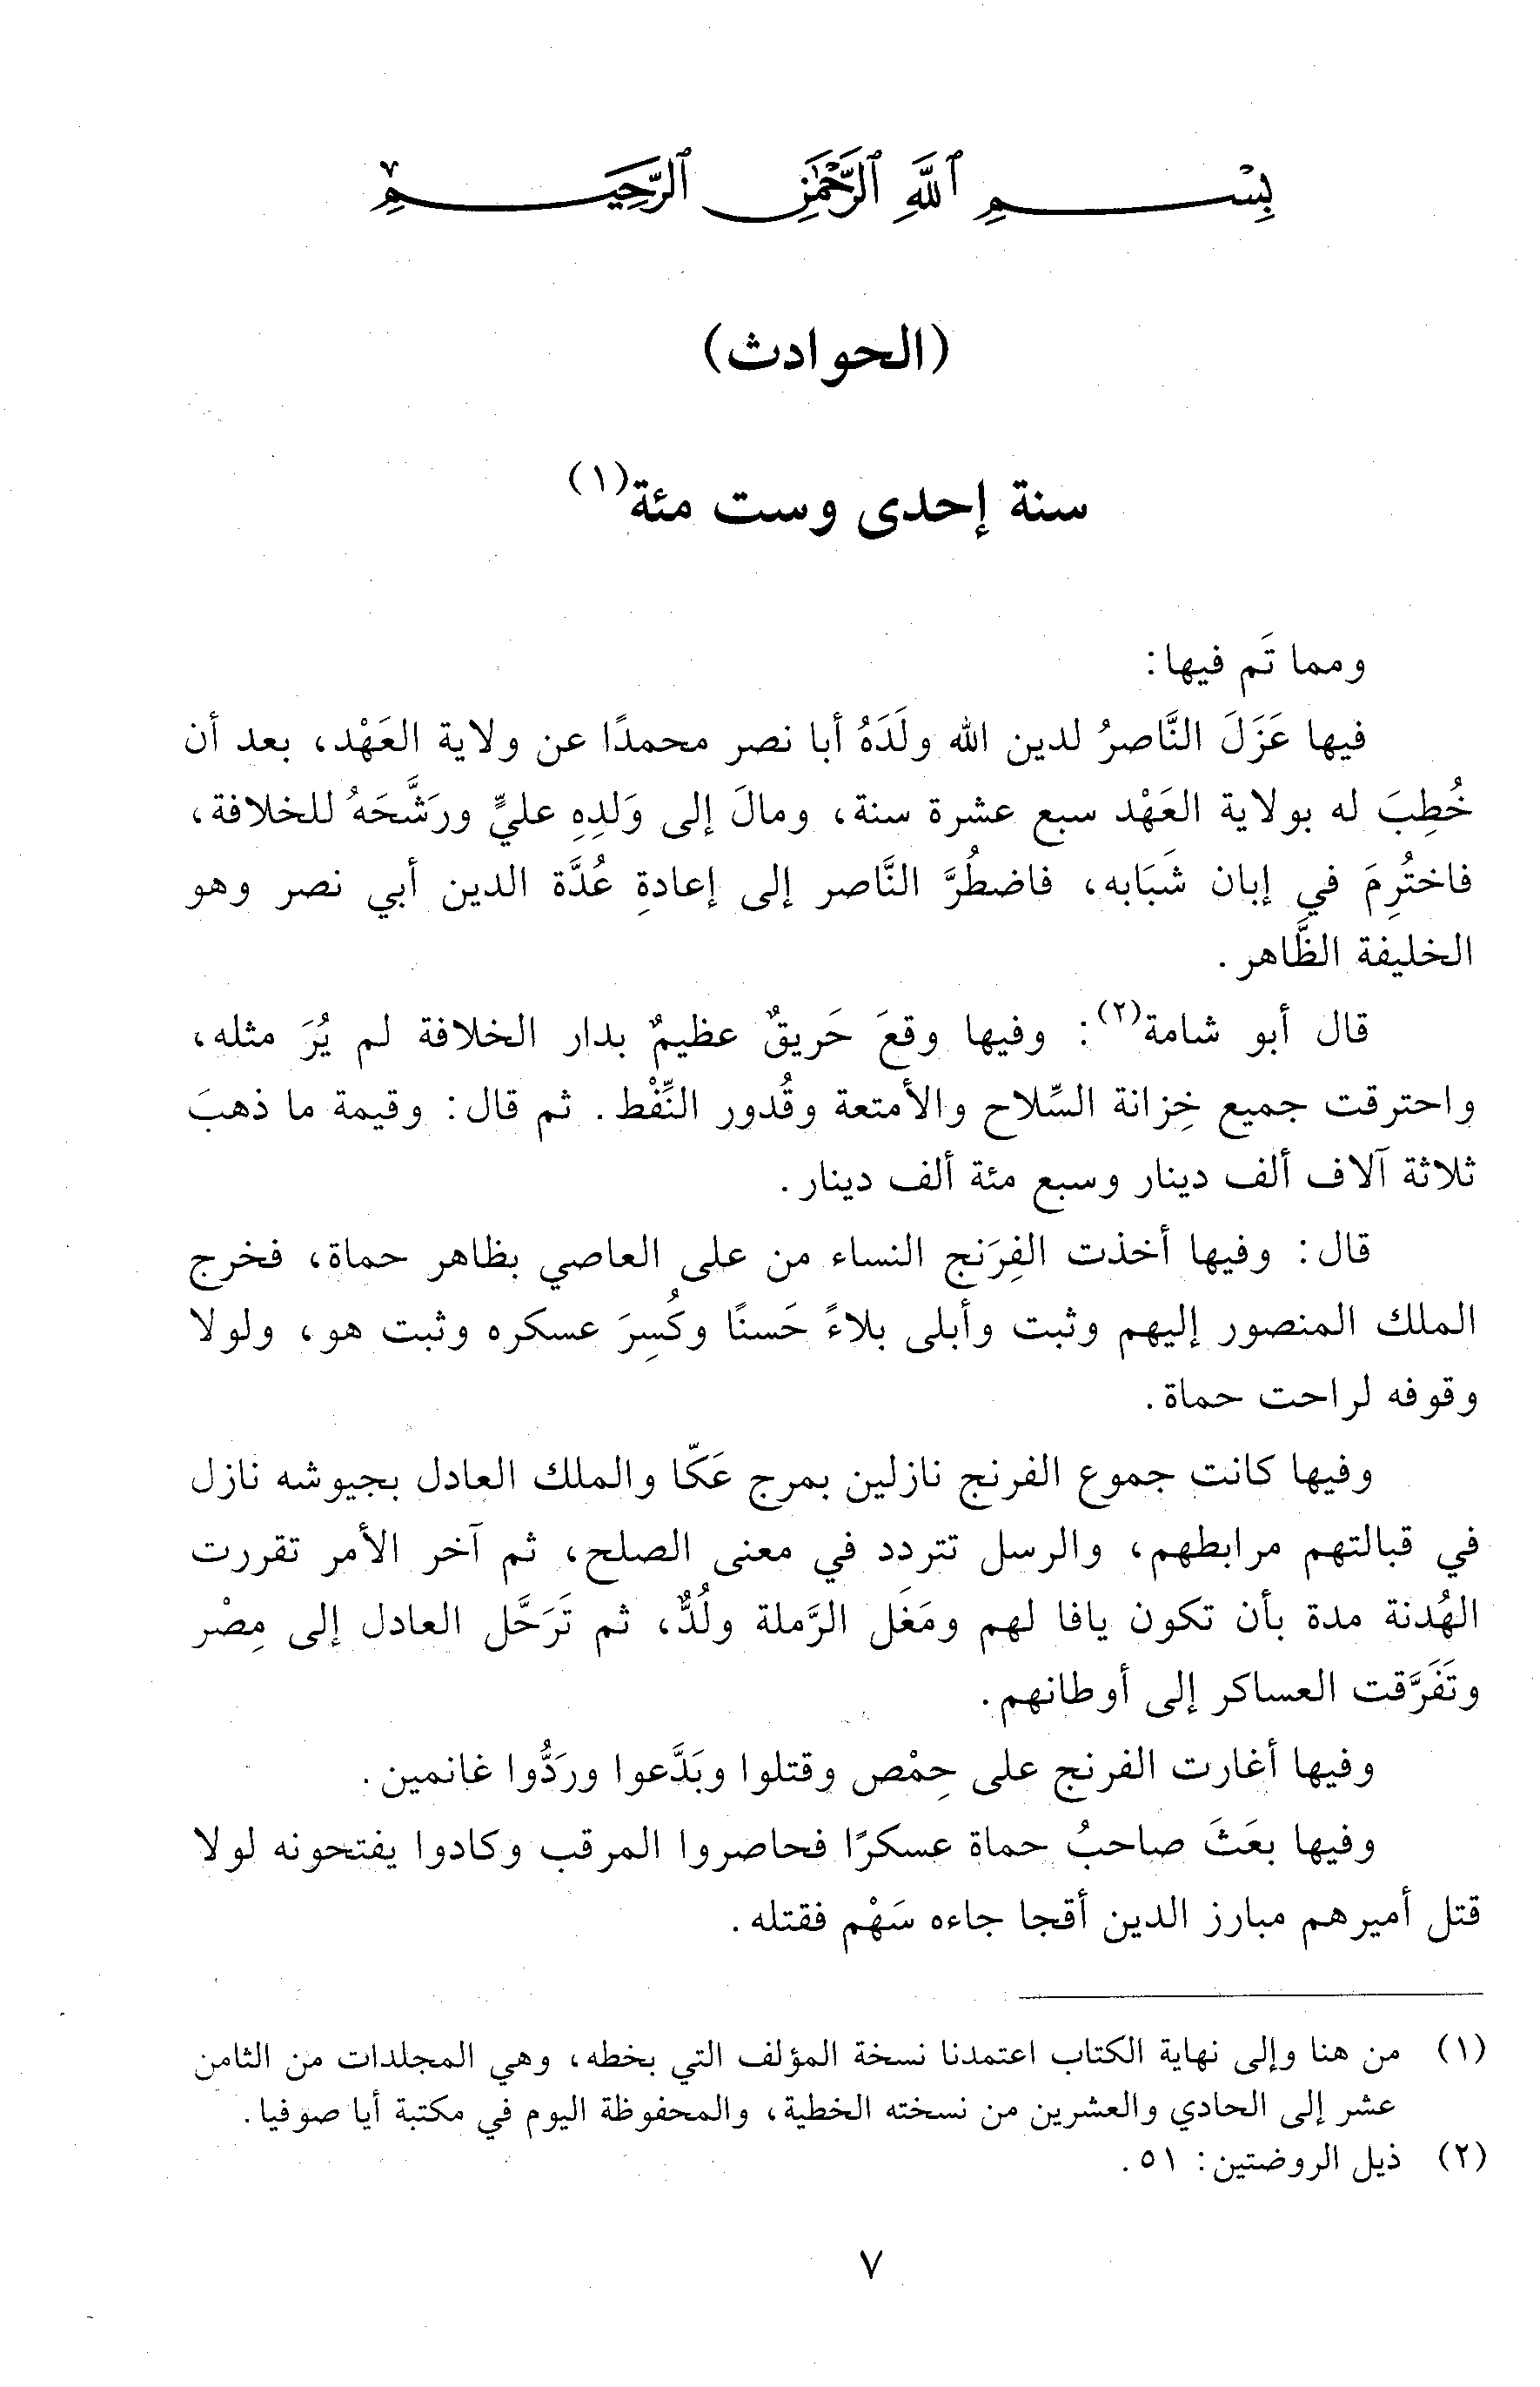 بِسْمِ ٱللَّهِ ٱلرَّحْمَٰنِ ٱلرَّحِيمِ
(الحوادث)
سنة إحدى وست مئة(١)
ومما تَم فيها:
فيها عَزَلَ النَّاصرُ لدين الله ولَدَهُ أبا نصر محمدًا عن ولاية العَهْد، بعد أن
خُطِبَ له بولاية العَهْد سبع عشرة سنة، ومالَ إلى وَلدِهِ عليٍّ ورَشَّحَهُ للخلافة،
فاختُرِمَ في إبان شَبَابه، فاضطُرَّ النَّاصر إلى إعادةِ عُدَّة الدين أبي نصر وهو
الخليفة الظَّاهر.
قال أبو شامة(٢): وفيها وقعَ حَريقٌ عظيمٌ بدار الخلافة لم يُرَ مثله،
واحترقت جميع خِزانة السِّلاح والأمتعة وقُدور النِّفْط. ثم قال: وقيمة ما ذهبَ
ثلاثة آلاف ألف دينار وسبع مئة ألف دينار.
قال: وفيها أخذت الفِرَنج النساء من على العاصي بظاهر حماة، فخرج
الملك المنصور إليهم وثبت وأبلى بلاءً حَسنًا وكُسِرَ عسكره وثبت هو، ولولا
وقوفه لراحت حماة.
وفيها كانت جموع الفرنج نازلين بمرج عَكّا والملك العادل بجيوشه نازل
في قبالتهم مرابطهم، والرسل تتردد في معنى الصلح، ثم آخر الأمر تقررت
الهُدنة مدة بأن تكون يافا لهم ومَغَل الرَّملة ولُدٌّ، ثم تَرَحَّل العادل إلى مِصْر
وتَفَرَّقت العساكر إلى أوطانهم.
وفيها أغارت الفرنج على حِمْص وقتلوا وبَدَّعوا وردُّوا غانمين.
وفيها بعَثَ صاحبُ حماة عسكرًا فحاصروا المرقب وكادوا يفتحونه لولا
قتل أميرهم مبارز الدين أقجا جاءه سَهْم فقتله.
(١) من هنا وإلى نهاية الكتاب اعتمدنا نسخة المؤلف التي بخطه، وهي المجلدات من الثامن
عشر إلى الحادي والعشرين من نسخته الخطية، والمحفوظة اليوم في مكتبة أيا صوفيا.
(٢) ذيل الروضتين: ٥١.
٧